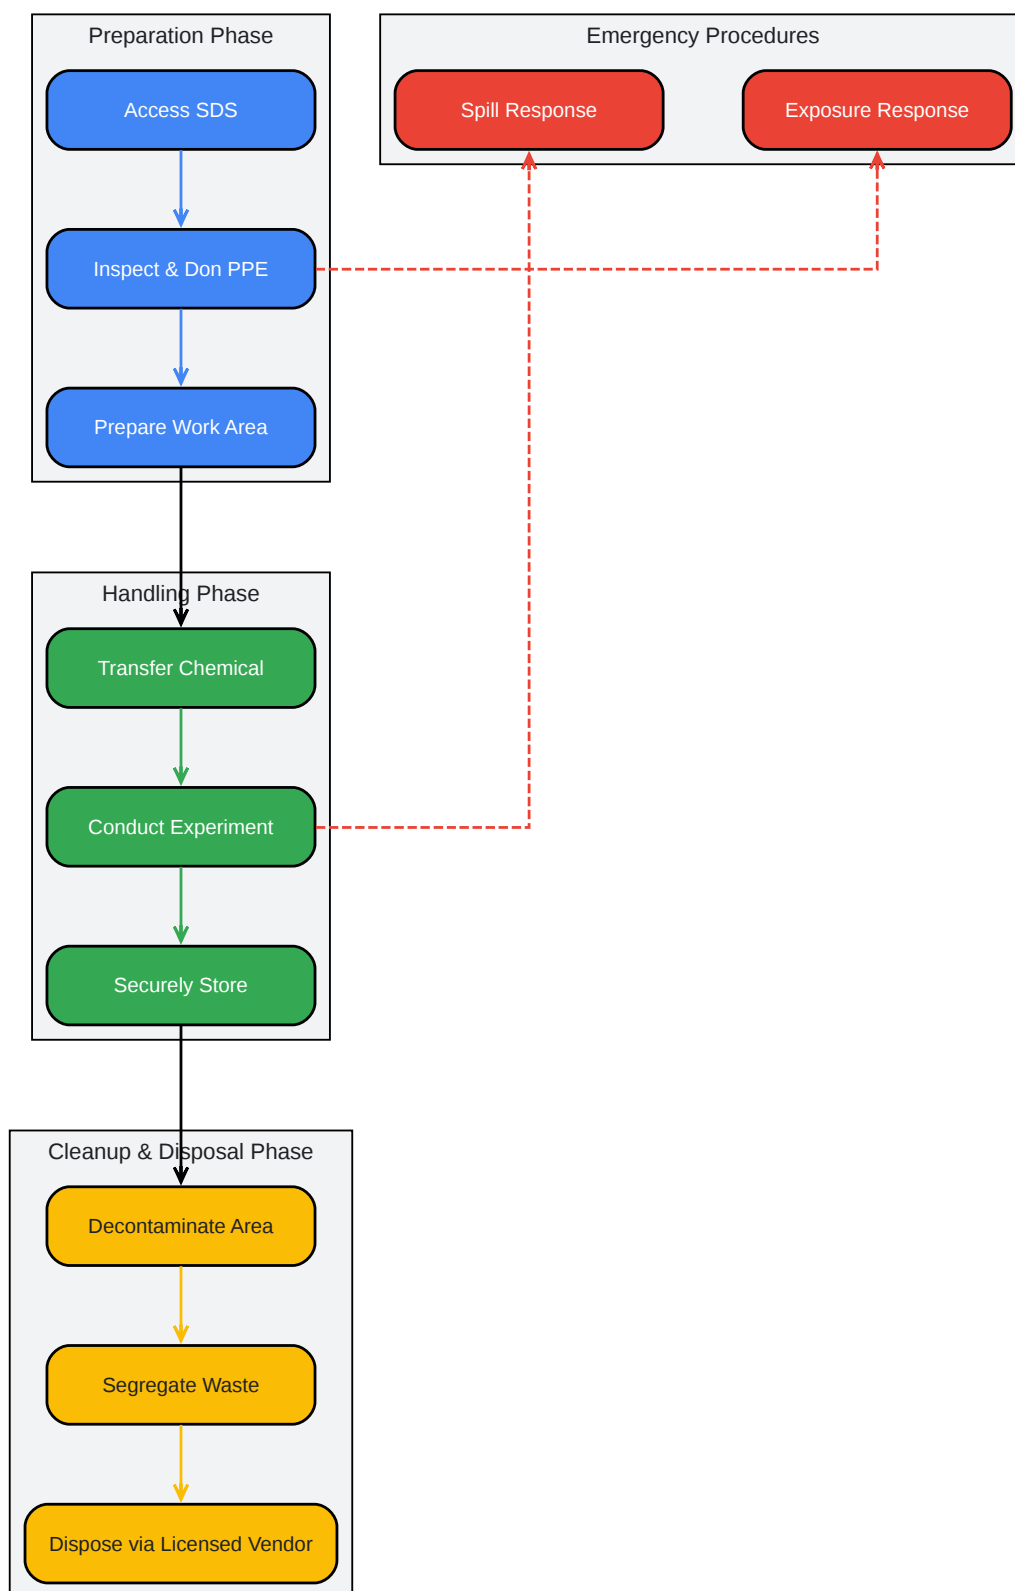 Preparation Phase
Access SDS
Inspect & Don PPE
Prepare Work Area
Emergency Procedures
Spill Response
Exposure Response
Handling Phase
Transfer Chemical
Conduct Experiment
Securely Store
Cleanup & Disposal Phase
Decontaminate Area
Segregate Waste
Dispose via Licensed Vendor